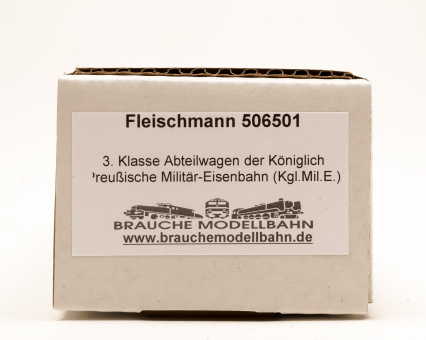 Fleischmann 506501
3. Klasse Abteilwagen der Königlich
Preußische Militär-Eisenbahn (Kgl.Mil.E.)
BRAUCHE MODELLBAHN
www.brauchemodellbahn.de